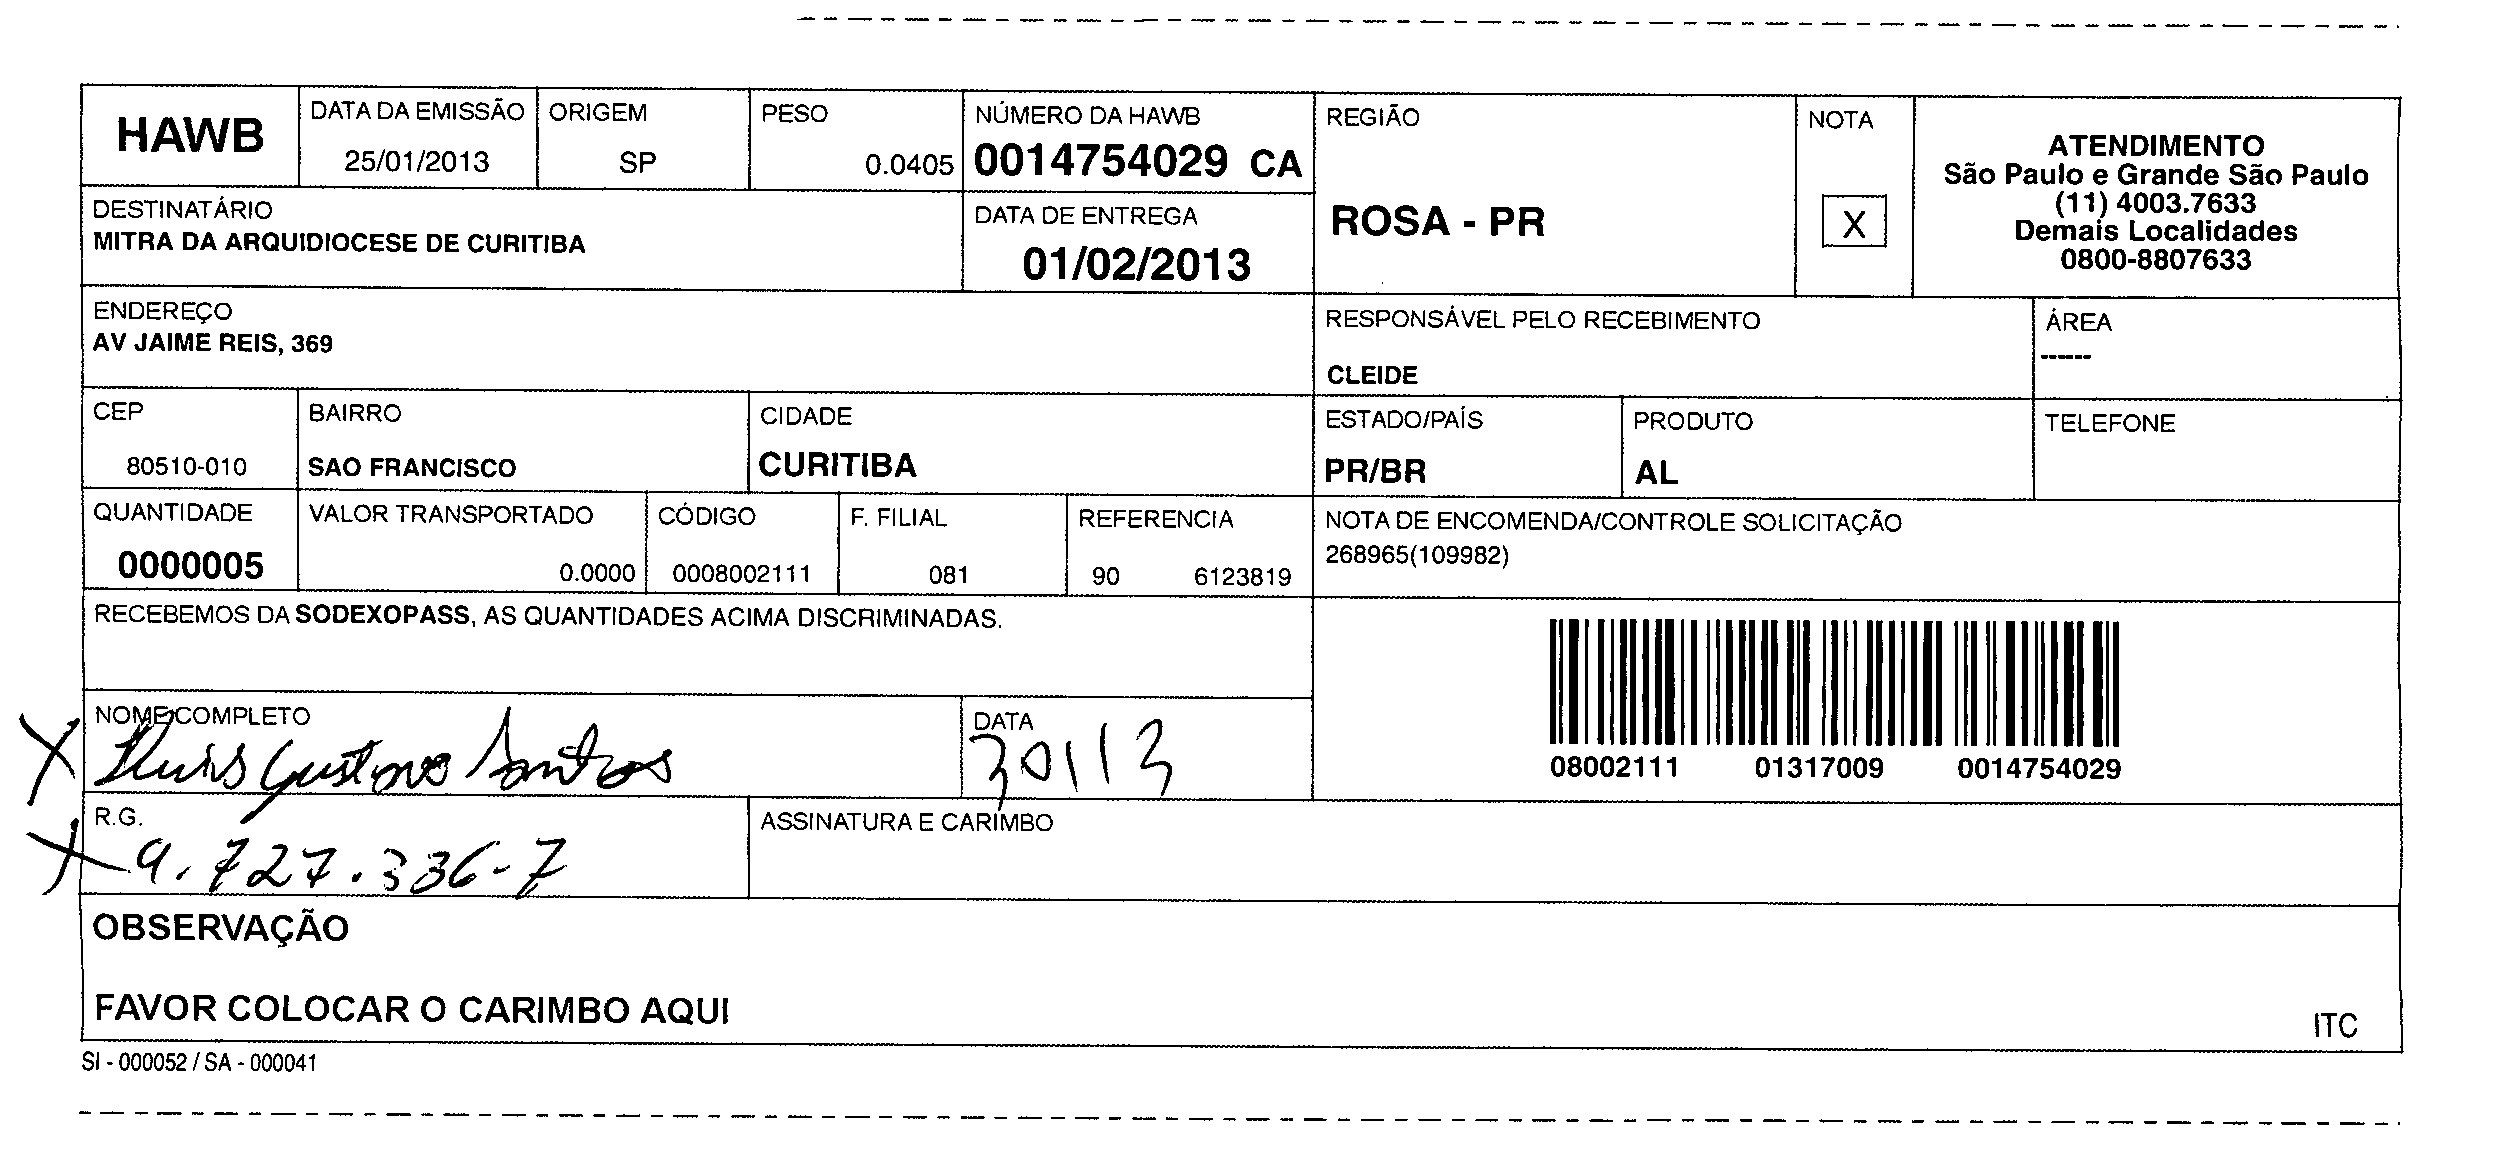 HAWB
DATA DA EMISSÃO
25/01/2013
ORIGEM
SP
PESO
0.0405
NÚMERO DA HAWB
0014754029 CA
REGIÃO
ROSA - PR
NOTA
X
ATENDIMENTO
São Paulo e Grande São Paulo
(11) 4003.7633
Demais Localidades
0800-8807633
DESTINATÁRIO
MITRA DA ARQUIDIOCESE DE CURITIBA
DATA DE ENTREGA
01/02/2013
ENDEREÇO
AV JAIME REIS, 369
RESPONSÁVEL PELO RECEBIMENTO
CLEIDE
ÁREA
------
CEP
80510-010
BAIRRO
SAO FRANCISCO
CIDADE
CURITIBA
ESTADO/PAÍS
PR/BR
PRODUTO
AL
TELEFONE
QUANTIDADE
0000005
VALOR TRANSPORTADO
0.0000
CÓDIGO
0008002111
F. FILIAL
081
REFERENCIA
90 6123819
NOTA DE ENCOMENDA/CONTROLE SOLICITAÇÃO
268965(109982)
RECEBEMOS DA SODEXOPASS, AS QUANTIDADES ACIMA DISCRIMINADAS.
08002111 01317009 0014754029
NOME COMPLETO
X Luis Gustavo Santos
DATA
30113
R.G.
X 9.727.336-7
ASSINATURA E CARIMBO
OBSERVAÇÃO
FAVOR COLOCAR O CARIMBO AQUI
ITC
SI - 000052 / SA - 000041